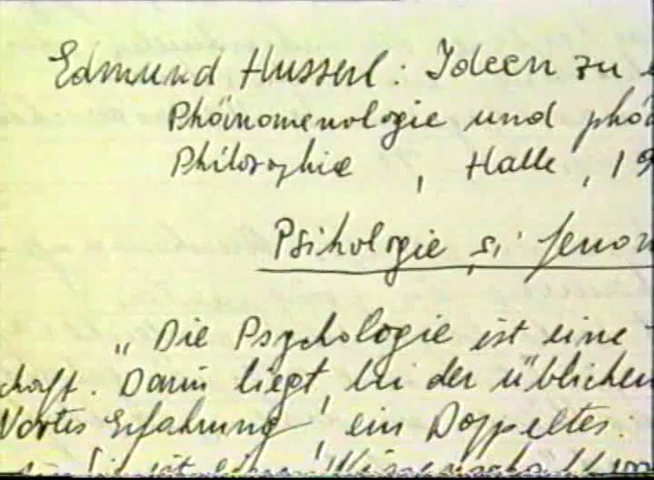 Edmund Husserl: Ideen zu
Phänomenologie und phä
Philosophie , Halle , 19
Psihologie și fenom
„Die Psychologie ist eine
schaft. Darin liegt, bei der üblichen
Wortes Erfahrung, ein Doppeltes: